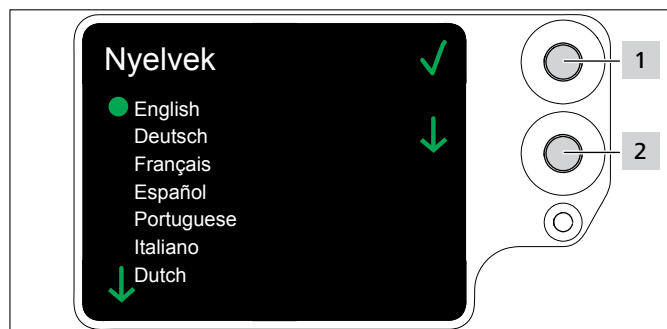 Nyelvek
English
Deutsch
Français
Español
Portuguese
Italiano
Dutch
1
2